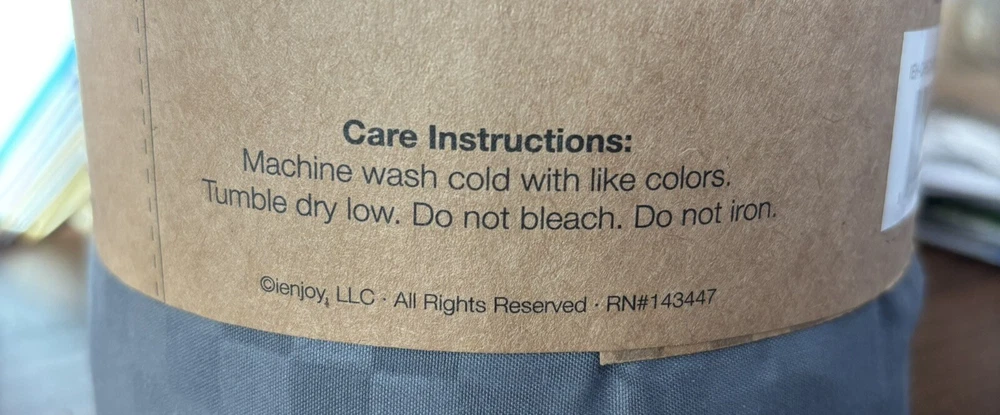 Care Instructions:
Machine wash cold with like colors.
Tumble dry low. Do not bleach. Do not iron.
©ienjoy, LLC · All Rights Reserved · RN#143447